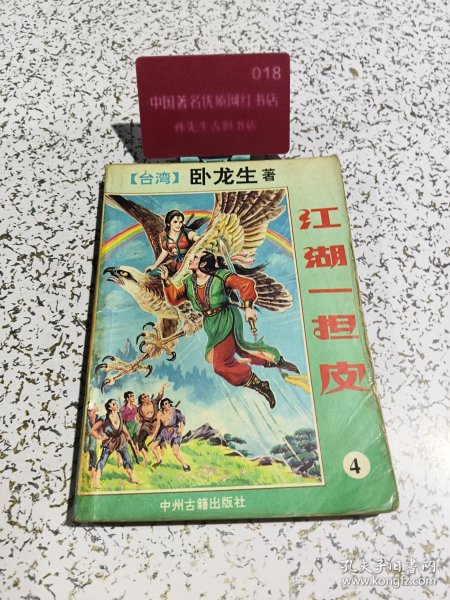 018
中国著名优质网红书店
孙先生古旧书店
【台湾】卧龙生 著
江湖一担皮
4
中州古籍出版社
孔夫子旧书网
kongfz.com